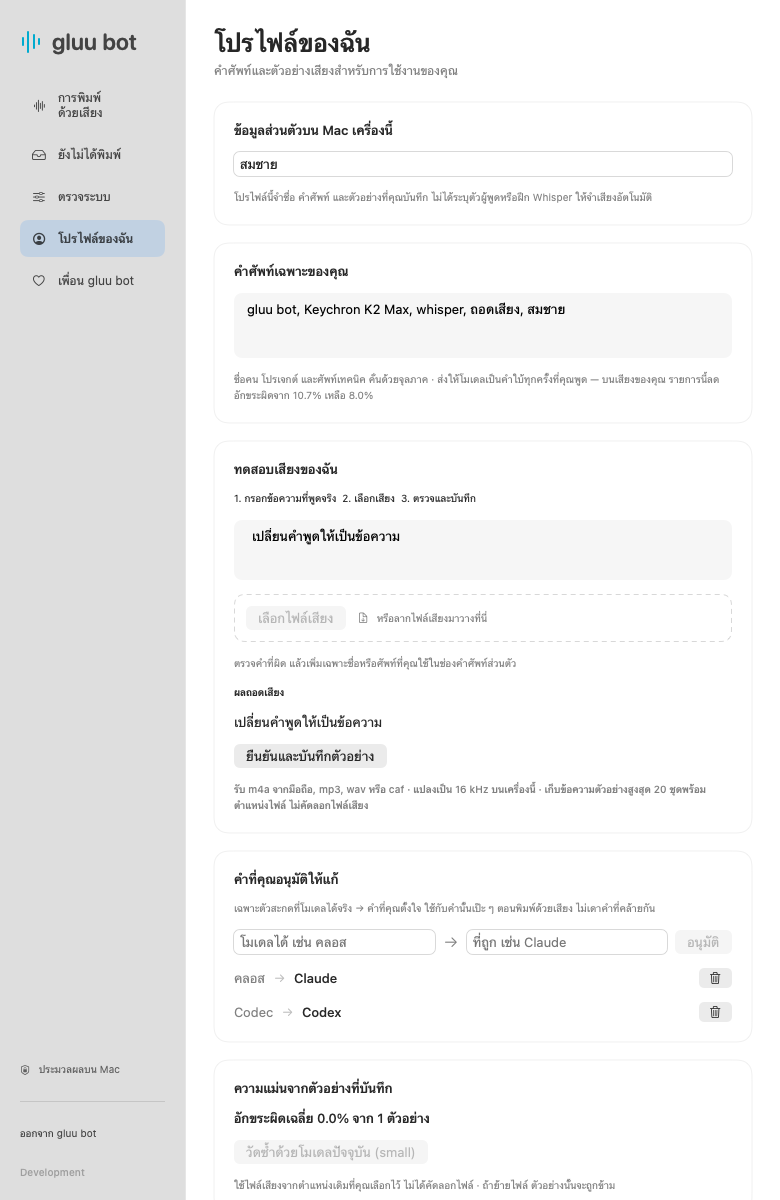 gluu bot
การพิมพ์
ด้วยเสียง
ยังไม่ได้พิมพ์
ตรวจระบบ
โปรไฟล์ของฉัน
เพื่อน gluu bot
ประมวลผลบน Mac
ออกจาก gluu bot
Development
โปรไฟล์ของฉัน
คำศัพท์และตัวอย่างเสียงสำหรับการใช้งานของคุณ
ข้อมูลส่วนตัวบน Mac เครื่องนี้
สมชาย
โปรไฟล์นี้จำชื่อ คำศัพท์ และตัวอย่างที่คุณบันทึก ไม่ได้ระบุตัวผู้พูดหรือฝึก Whisper ให้จำเสียงอัตโนมัติ
คำศัพท์เฉพาะของคุณ
gluu bot, Keychron K2 Max, whisper, ถอดเสียง, สมชาย
ชื่อคน โปรเจกต์ และศัพท์เทคนิค คั่นด้วยจุลภาค · ส่งให้โมเดลเป็นคำใบ้ทุกครั้งที่คุณพูด — บนเสียงของคุณ รายการนี้ลด
อักขระผิดจาก 10.7% เหลือ 8.0%
ทดสอบเสียงของฉัน
1. กรอกข้อความที่พูดจริง 2. เลือกเสียง 3. ตรวจและบันทึก
เปลี่ยนคำพูดให้เป็นข้อความ
เลือกไฟล์เสียง หรือลากไฟล์เสียงมาวางที่นี่
ตรวจคำที่ผิด แล้วเพิ่มเฉพาะชื่อหรือศัพท์ที่คุณใช้ในช่องคำศัพท์ส่วนตัว
ผลถอดเสียง
เปลี่ยนคำพูดให้เป็นข้อความ
ยืนยันและบันทึกตัวอย่าง
รับ m4a จากมือถือ, mp3, wav หรือ caf · แปลงเป็น 16 kHz บนเครื่องนี้ · เก็บข้อความตัวอย่างสูงสุด 20 ชุดพร้อม
ตำแหน่งไฟล์ ไม่คัดลอกไฟล์เสียง
คำที่คุณอนุมัติให้แก้
เฉพาะตัวสะกดที่โมเดลได้จริง → คำที่คุณตั้งใจ ใช้กับคำนั้นเป๊ะ ๆ ตอนพิมพ์ด้วยเสียง ไม่เดาคำที่คล้ายกัน
โมเดลได้ เช่น คลอส → ที่ถูก เช่น Claude อนุมัติ
คลอส → Claude
Codec → Codex
ความแม่นจากตัวอย่างที่บันทึก
อักขระผิดเฉลี่ย 0.0% จาก 1 ตัวอย่าง
วัดซ้ำด้วยโมเดลปัจจุบัน (small)
ใช้ไฟล์เสียงจากตำแหน่งเดิมที่คุณเลือกไว้ ไม่ได้คัดลอกไฟล์ · ถ้าย้ายไฟล์ ตัวอย่างนั้นจะถูกข้าม